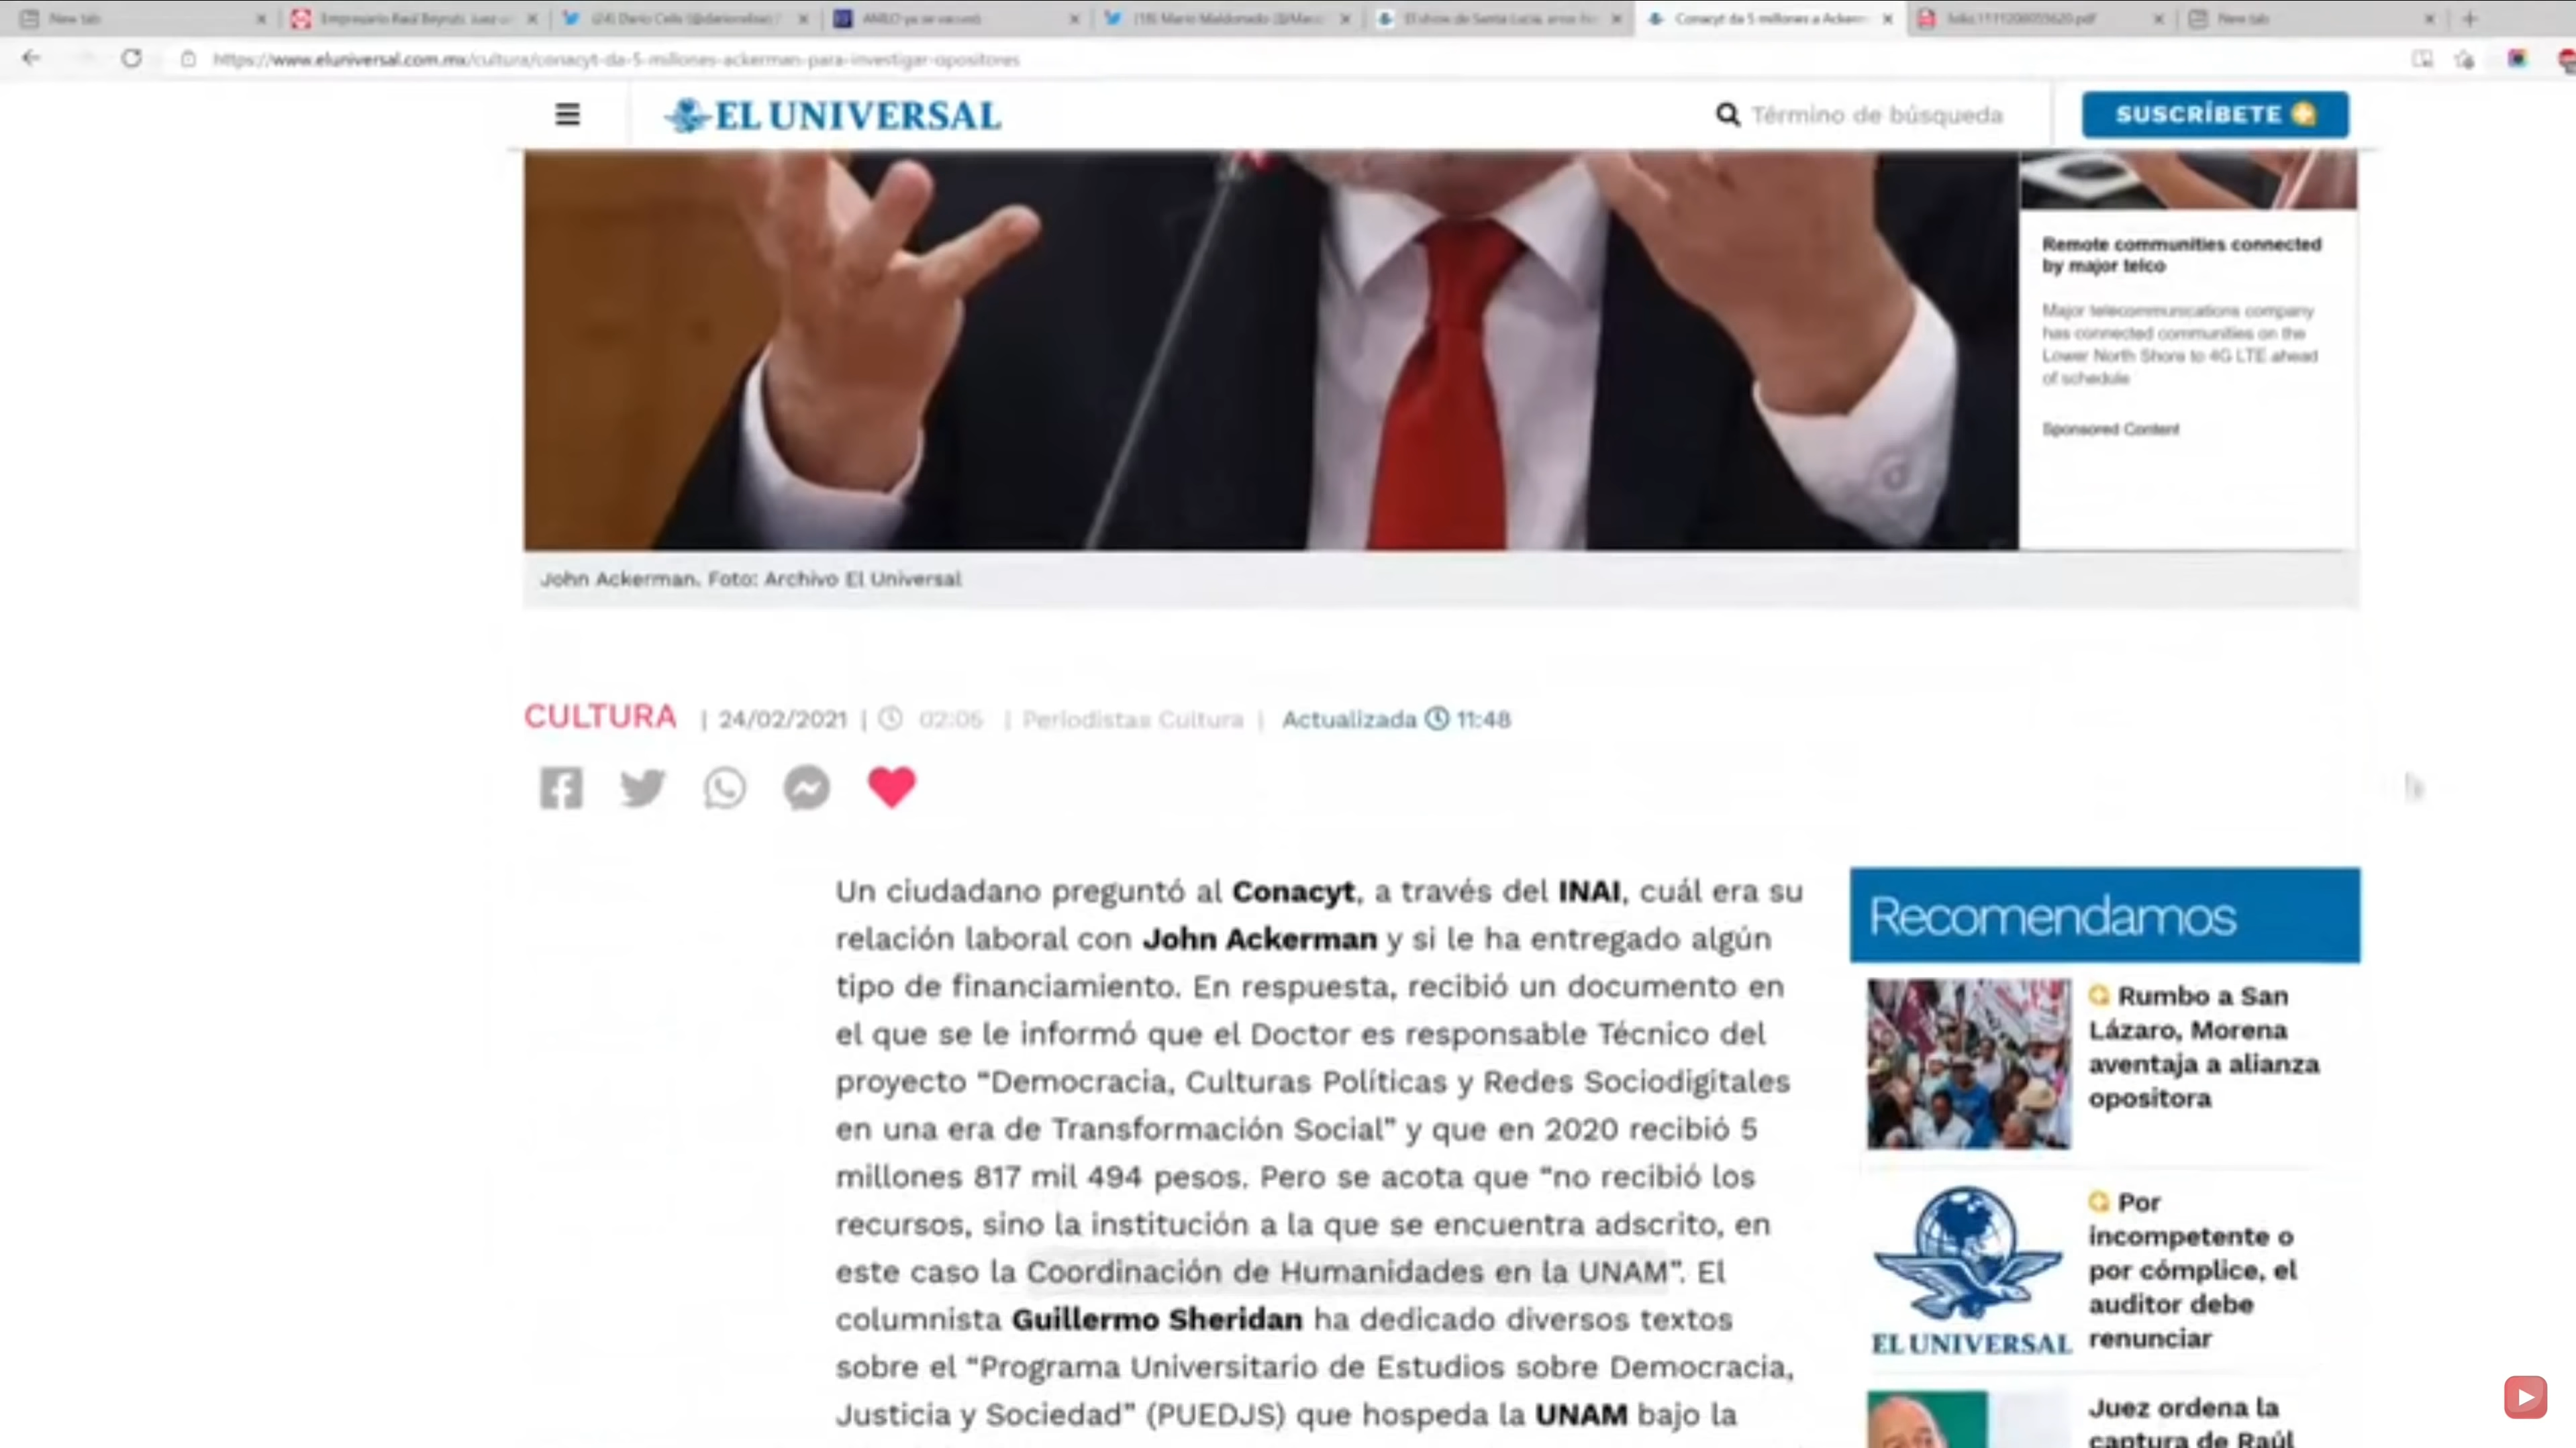 New tab
Empresario Raúl Beyruti, Juez
(24) Dario Celis (@dariocelise) /
AMLO ya se vacunó
(18) Mario Maldonado (@Mario
El show de Santa Lucía
Conacyt da 5 millones a Ackerm
New tab
https://www.eluniversal.com.mx/cultura/conacyt-da-5-millones-ackerman-para-investigar-opositores
EL UNIVERSAL
Término de búsqueda
SUSCRÍBETE
Remote communities connected
by major telco
Major telecommunications company
has connected communities on the
Lower North Shore to 4G LTE ahead
of schedule
Sponsored Content
John Ackerman. Foto: Archivo El Universal
CULTURA | 24/02/2021 | 02:05 | Periodistas Cultura | Actualizada 11:48
Un ciudadano preguntó al Conacyt, a través del INAI, cuál era su
relación laboral con John Ackerman y si le ha entregado algún
tipo de financiamiento. En respuesta, recibió un documento en
el que se le informó que el Doctor es responsable Técnico del
proyecto “Democracia, Culturas Políticas y Redes Sociodigitales
en una era de Transformación Social” y que en 2020 recibió 5
millones 817 mil 494 pesos. Pero se acota que “no recibió los
recursos, sino la institución a la que se encuentra adscrito, en
este caso la Coordinación de Humanidades en la UNAM”. El
columnista Guillermo Sheridan ha dedicado diversos textos
sobre el “Programa Universitario de Estudios sobre Democracia,
Justicia y Sociedad” (PUEDJS) que hospeda la UNAM bajo la
Recomendamos
Rumbo a San
Lázaro, Morena
aventaja a alianza
opositora
EL UNIVERSAL
Por
incompetente o
por cómplice, el
auditor debe
renunciar
Juez ordena la
captura de Raúl